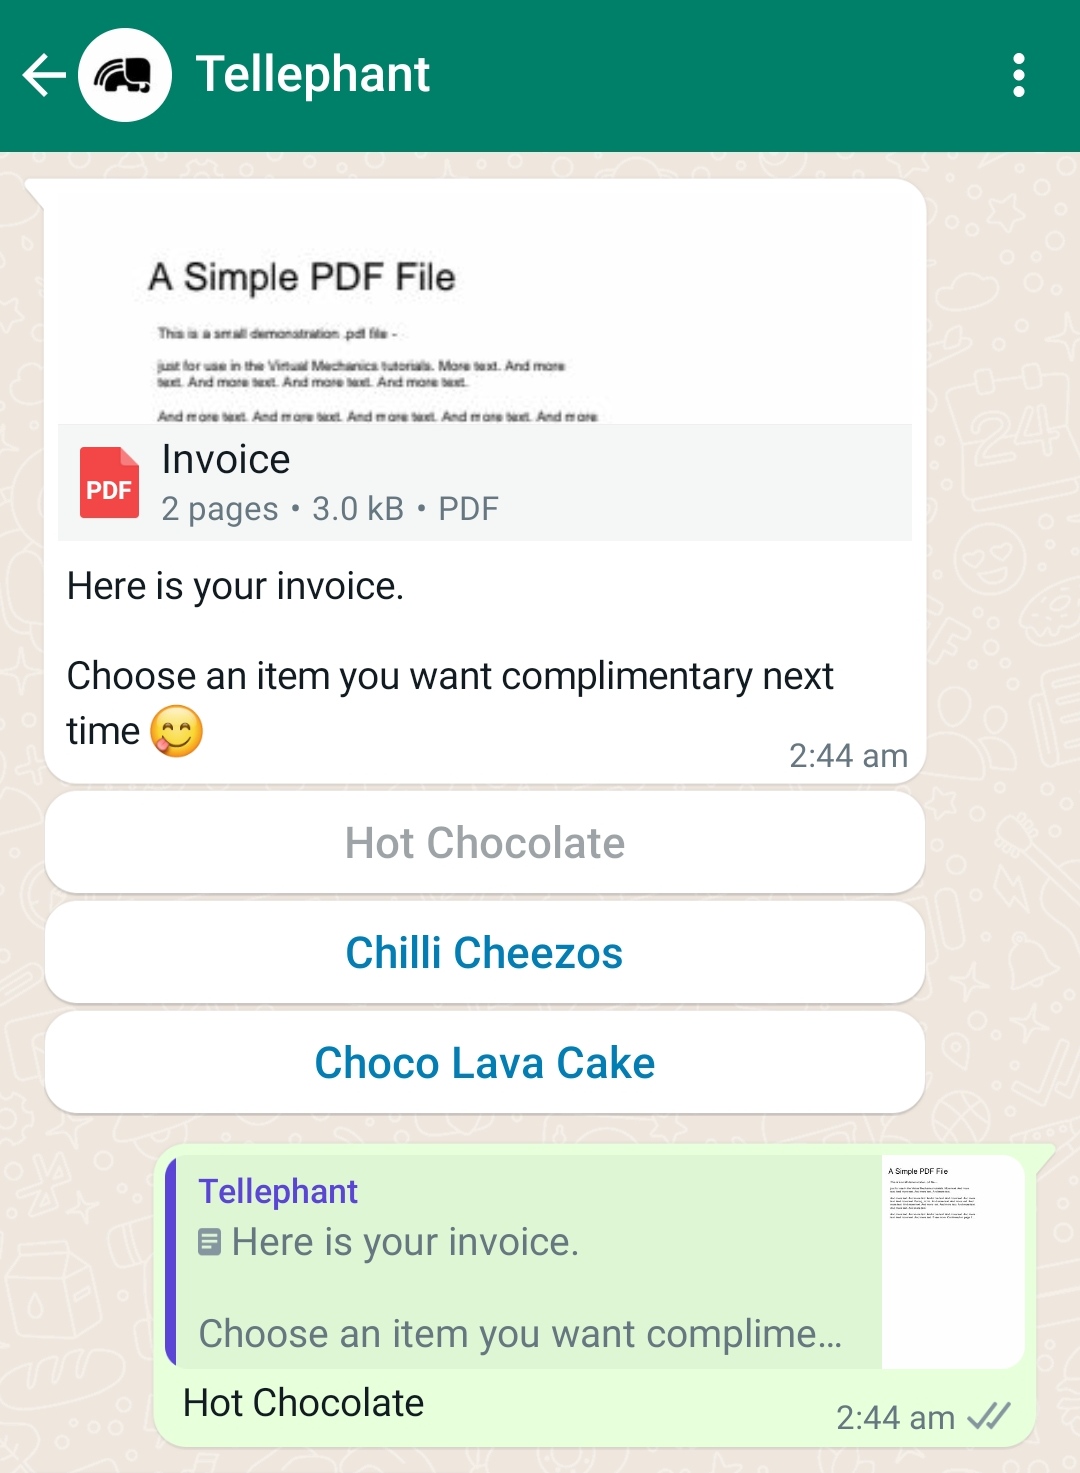 Tellephant
A Simple PDF File
This is a small demonstration .pdf file -
just for use in the Virtual Mechanics tutorials. More text. And more
text. And more text. And more text. And more text.
And more text. And more text. And more text. And more text. And more
PDF
Invoice
2 pages • 3.0 kB • PDF
Here is your invoice.
Choose an item you want complimentary next
time 😋
2:44 am
Hot Chocolate
Chilli Cheezos
Choco Lava Cake
Tellephant
Here is your invoice.
Choose an item you want complime...
A Simple PDF File
Hot Chocolate
2:44 am